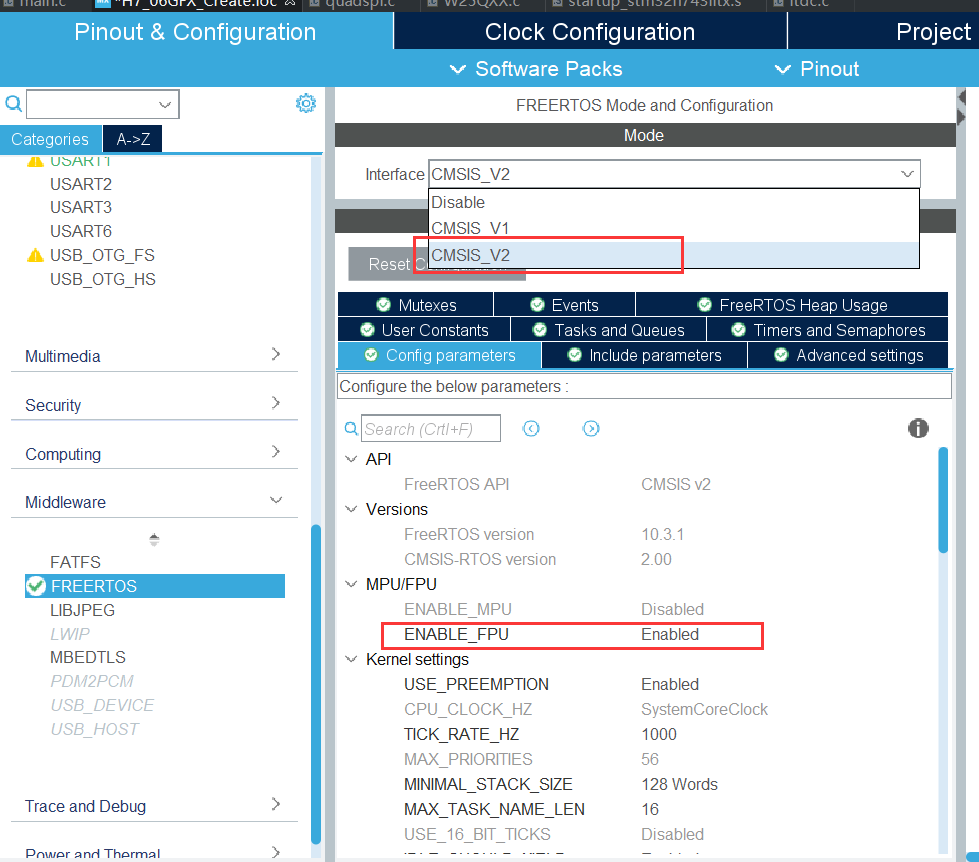 main.c *H7_06GFX_Create.ioc quadspi.c W25QXX.c startup_stm32h743iitx.s ltdc.c
Pinout & Configuration Clock Configuration Project
Software Packs Pinout
FREERTOS Mode and Configuration
Categories A->Z
Mode
USART1
USART2
USART3
USART6
USB_OTG_FS
USB_OTG_HS
Multimedia
Security
Computing
Middleware
FATFS
FREERTOS
LIBJPEG
LWIP
MBEDTLS
PDM2PCM
USB_DEVICE
USB_HOST
Trace and Debug
Power and Thermal
Interface CMSIS_V2
Disable
CMSIS_V1
CMSIS_V2
Reset
Mutexes Events FreeRTOS Heap Usage
User Constants Tasks and Queues Timers and Semaphores
Config parameters Include parameters Advanced settings
Configure the below parameters :
Search (Crtl+F)
API
FreeRTOS API CMSIS v2
Versions
FreeRTOS version 10.3.1
CMSIS-RTOS version 2.00
MPU/FPU
ENABLE_MPU Disabled
ENABLE_FPU Enabled
Kernel settings
USE_PREEMPTION Enabled
CPU_CLOCK_HZ SystemCoreClock
TICK_RATE_HZ 1000
MAX_PRIORITIES 56
MINIMAL_STACK_SIZE 128 Words
MAX_TASK_NAME_LEN 16
USE_16_BIT_TICKS Disabled